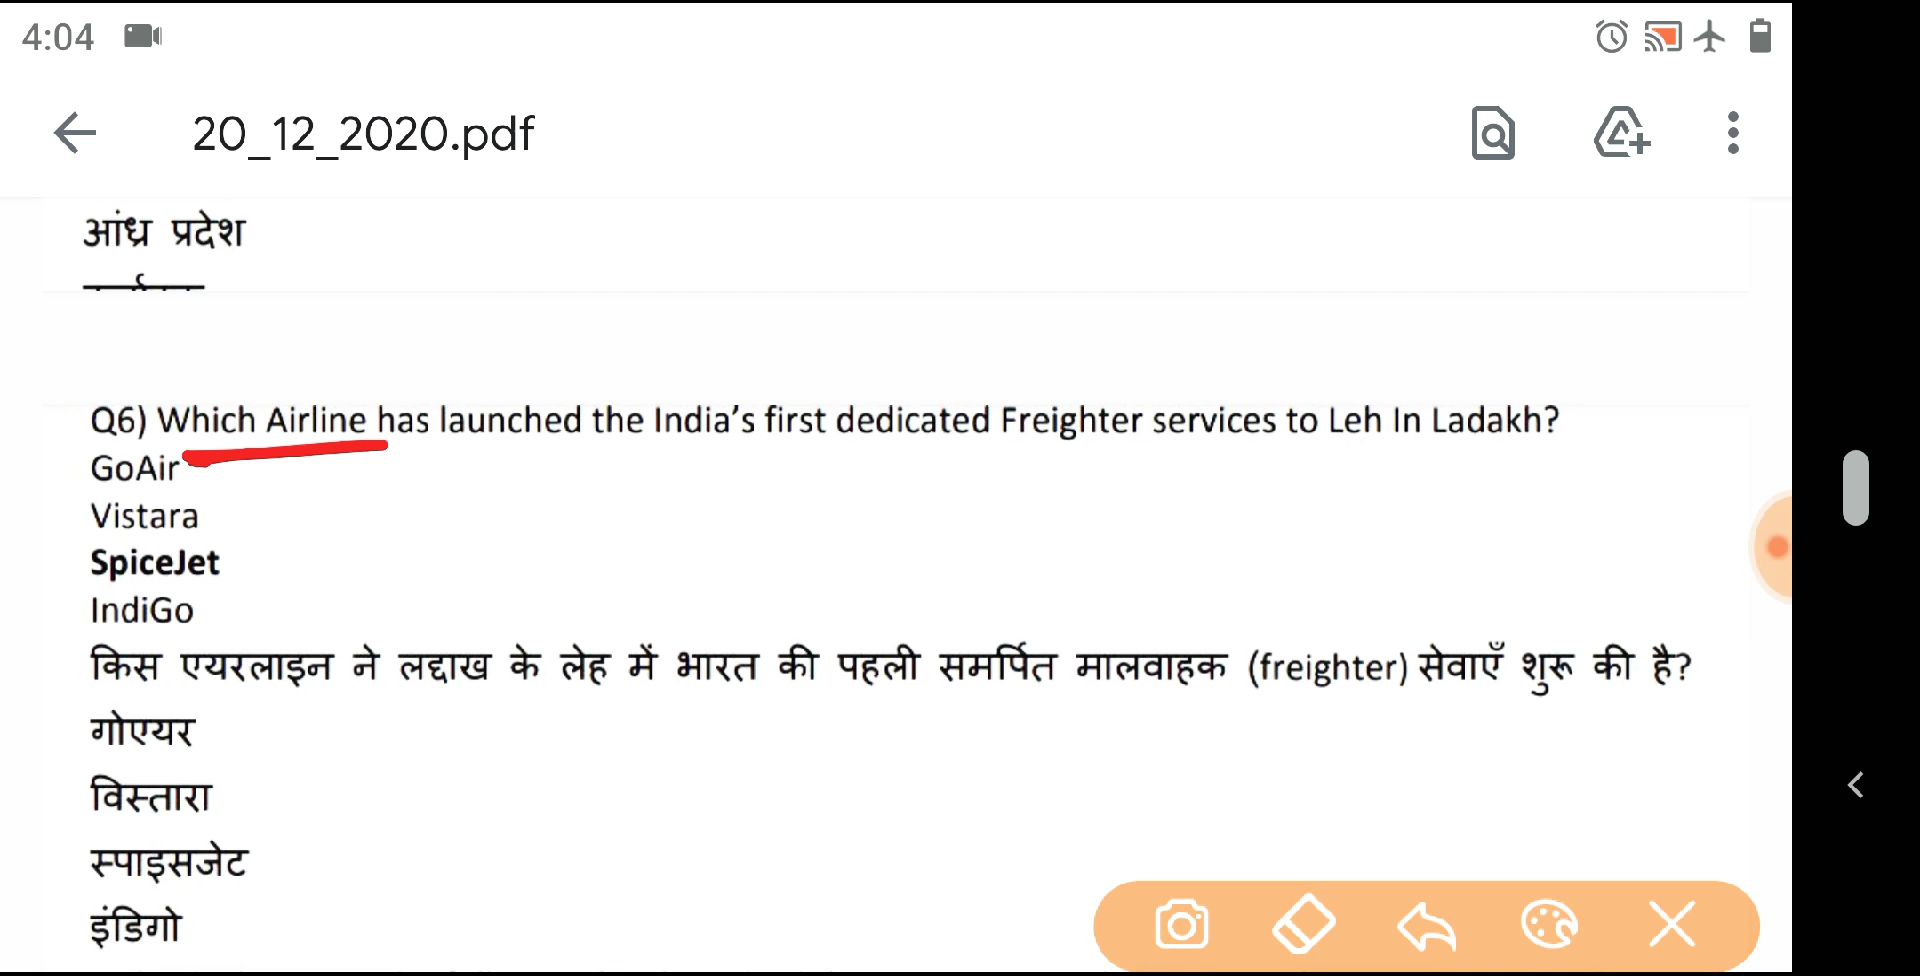 4:04
20_12_2020.pdf
आंध्र प्रदेश
Q6) Which Airline has launched the India’s first dedicated Freighter services to Leh In Ladakh?
GoAir
Vistara
SpiceJet
IndiGo
किस एयरलाइन ने लद्दाख के लेह में भारत की पहली समर्पित मालवाहक (freighter) सेवाएँ शुरू की है?
गोएयर
विस्तारा
स्पाइसजेट
इंडिगो